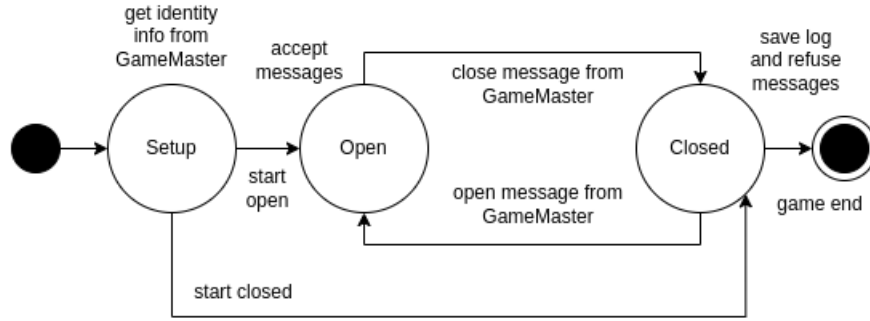 get identity
info from
GameMaster
accept
messages
close message from
GameMaster
save log
and refuse
messages
Setup
Open
Closed
start
open
open message from
GameMaster
game end
start closed